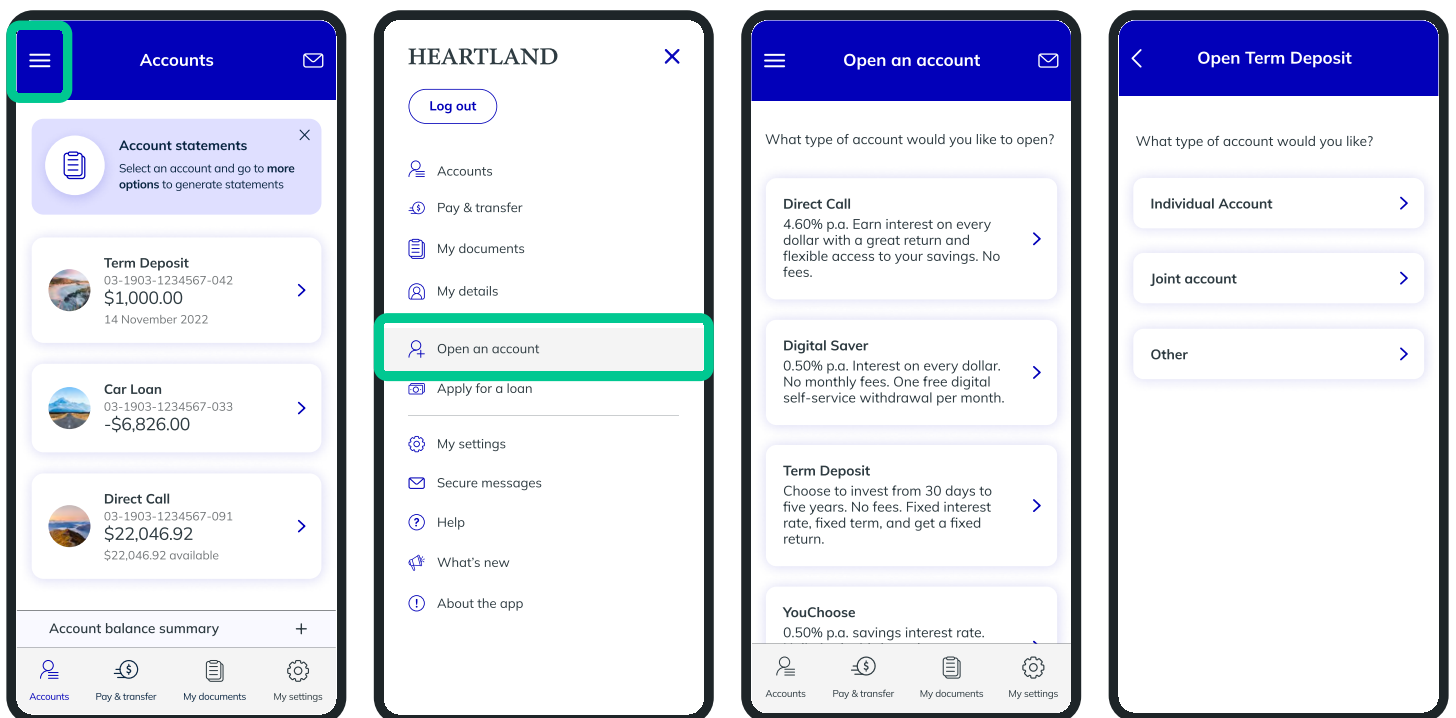 Accounts
Account statements
Select an account and go to more
options to generate statements
Term Deposit
03-1903-1234567-042
$1,000.00
14 November 2022
Car Loan
03-1903-1234567-033
-$6,826.00
Direct Call
03-1903-1234567-091
$22,046.92
$22,046.92 available
Account balance summary
Accounts
Pay & transfer
My documents
My settings
HEARTLAND
Log out
Accounts
Pay & transfer
My documents
My details
Open an account
Apply for a loan
My settings
Secure messages
Help
What's new
About the app
Open an account
What type of account would you like to open?
Direct Call
4.60% p.a. Earn interest on every
dollar with a great return and
flexible access to your savings. No
fees.
Digital Saver
0.50% p.a. Interest on every dollar.
No monthly fees. One free digital
self-service withdrawal per month.
Term Deposit
Choose to invest from 30 days to
five years. No fees. Fixed interest
rate, fixed term, and get a fixed
return.
YouChoose
0.50% p.a. savings interest rate.
Accounts
Pay & transfer
My documents
My settings
Open Term Deposit
What type of account would you like?
Individual Account
Joint account
Other